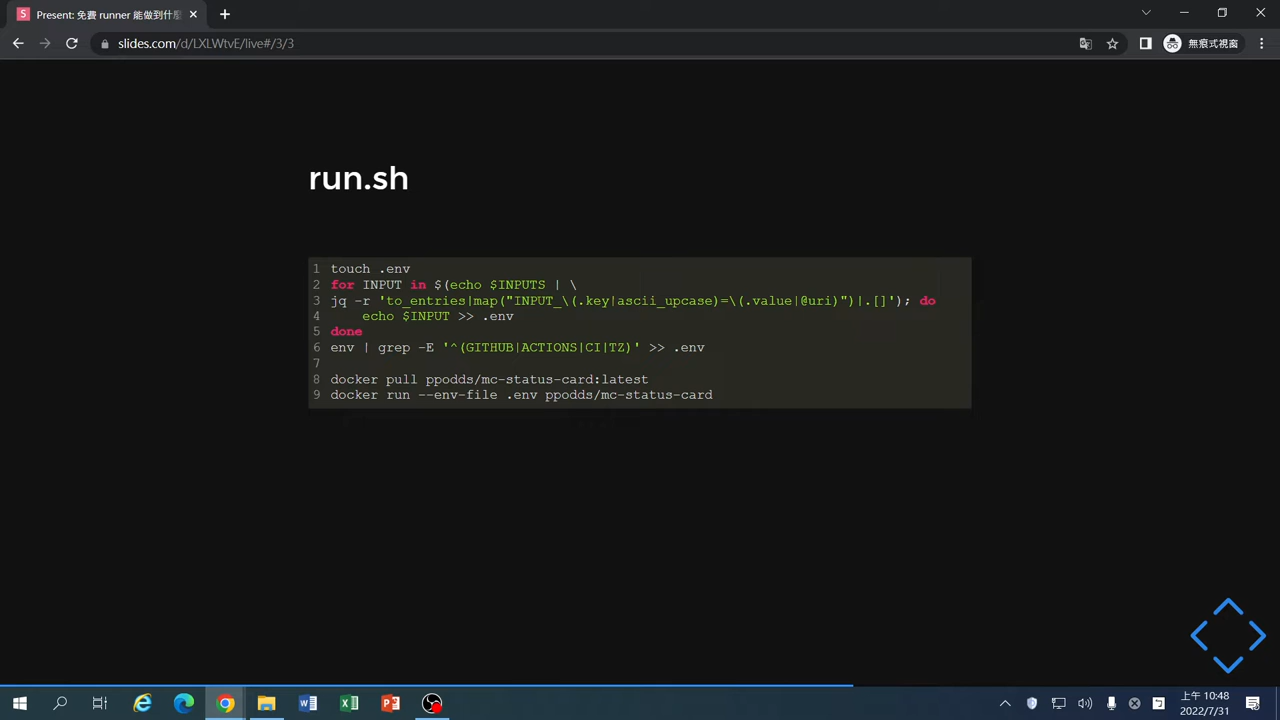 Present: 免費 runner 能做到什麼
slides.com/d/LXLWtvE/live#/3/3
無痕式視窗
run.sh
1 touch .env
2 for INPUT in $(echo $INPUTS | \
3 jq -r 'to_entries|map("INPUT_\(.key|ascii_upcase)=\(.value|@uri)")|.[]'); do
4     echo $INPUT >> .env
5 done
6 env | grep -E '^(GITHUB|ACTIONS|CI|TZ)' >> .env
7
8 docker pull ppodds/mc-status-card:latest
9 docker run --env-file .env ppodds/mc-status-card
上午 10:48
2022/7/31